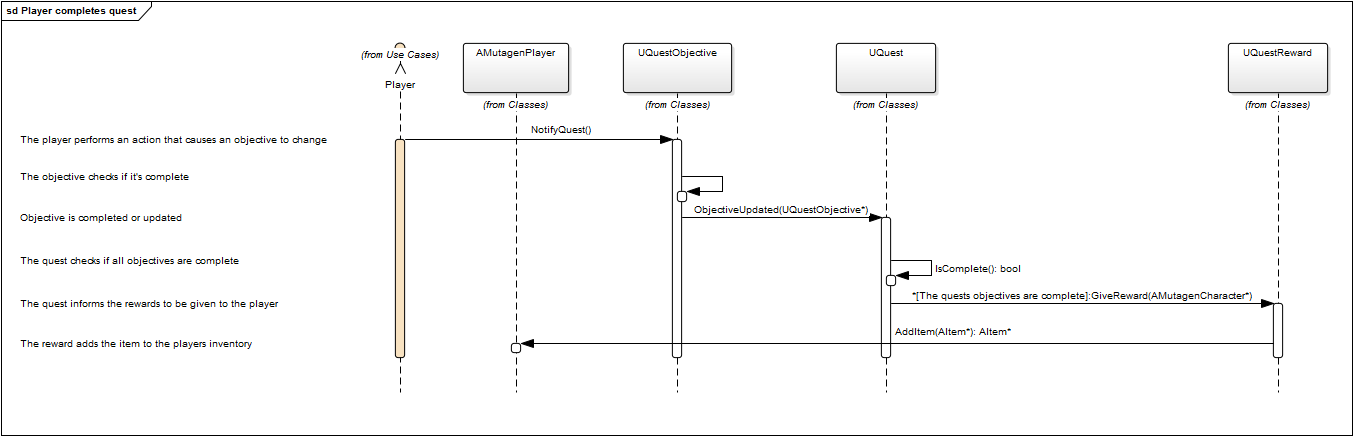 sd Player completes quest
(from Use Cases)
Player
AMutagenPlayer
(from Classes)
UQuestObjective
(from Classes)
UQuest
(from Classes)
UQuestReward
(from Classes)
The player performs an action that causes an objective to change
NotifyQuest()
The objective checks if it's complete
Objective is completed or updated
ObjectiveUpdated(UQuestObjective*)
The quest checks if all objectives are complete
IsComplete(): bool
The quest informs the rewards to be given to the player
*[The quests objectives are complete]:GiveReward(AMutagenCharacter*)
The reward adds the item to the players inventory
AddItem(AItem*): AItem*